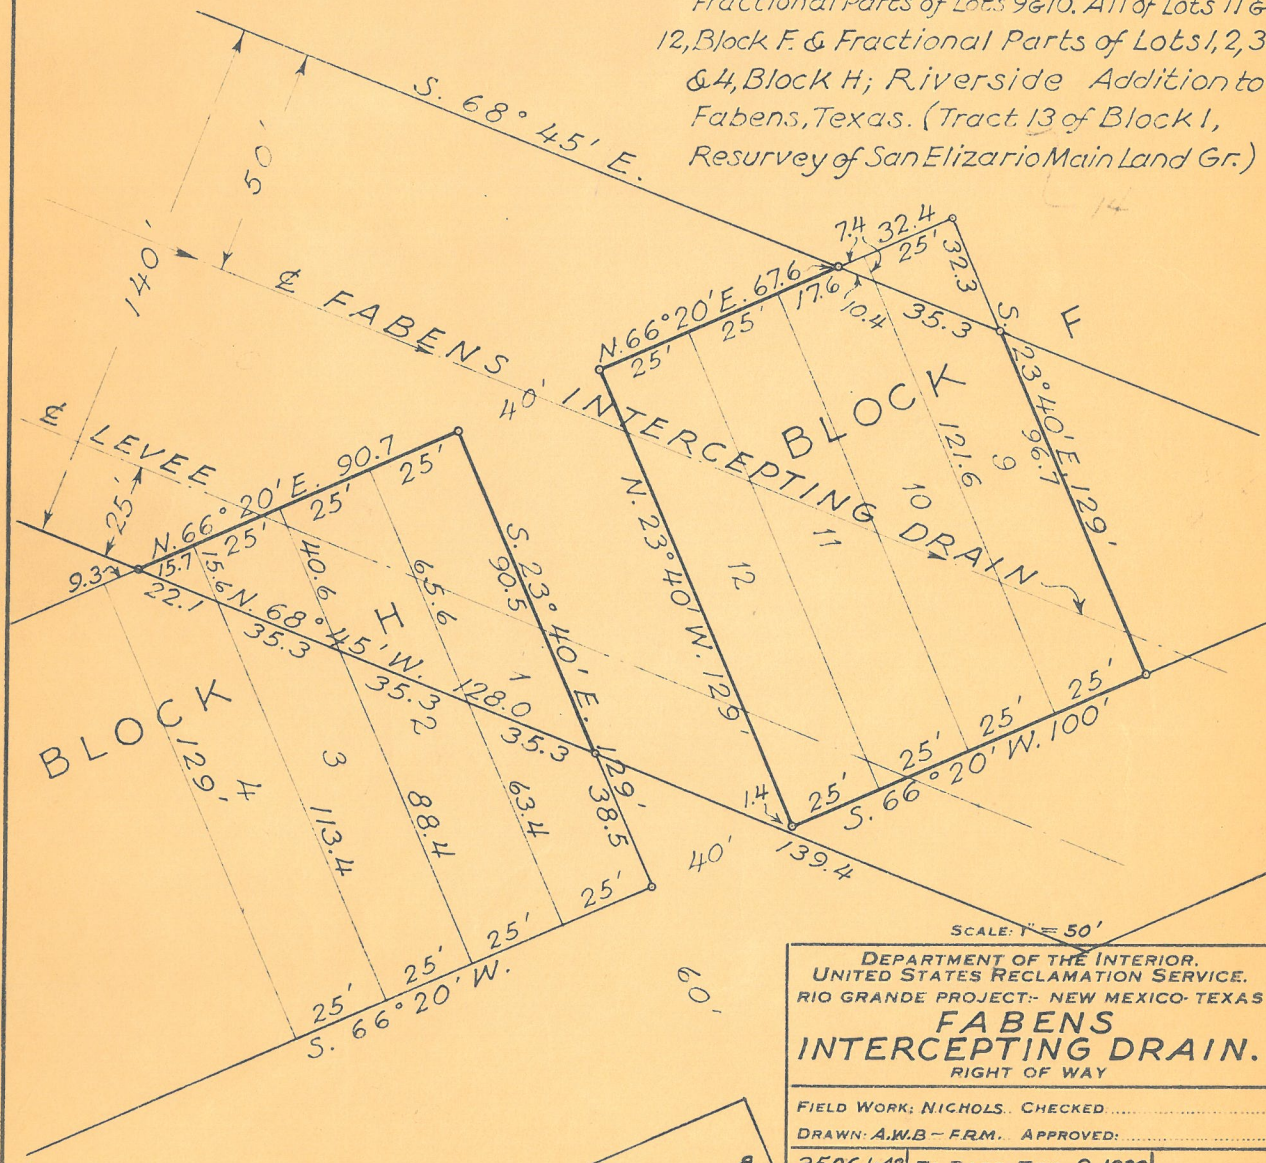 Fractional Parts of Lots 9&10. All of Lots 11 &
12, Block F. & Fractional Parts of Lots 1, 2, 3
& 4, Block H; Riverside Addition to
Fabens, Texas. (Tract 13 of Block 1,
Resurvey of San Elizario Main Land Gr.)
14
S. 68° 45' E.
50'
140'
℄ FABENS INTERCEPTING DRAIN
40'
℄ LEVEE
25'
N. 66° 20' E. 67.6
7.4
32.4
25'
25'
25'
17.6
10.4
35.3
32.3
S. 23° 40' E. 129'
96.7
F
BLOCK
121.6
9
10
11
12
N. 23° 40' W. 129'
25'
25'
25'
25'
S. 66° 20' W. 100'
1.4
139.4
N. 66° 20' E. 90.7
25'
25'
25'
15.7
9.3
22.1
15.6
40.6
65.6
90.5
S. 23° 40' E. 129'
38.5
N. 68° 45' W. 128.0
35.3
35.3
35.2
35.3
H
BLOCK
1
2
3
4
129'
113.4
88.4
63.4
25'
25'
25'
25'
S. 66° 20' W.
40'
60'
SCALE: 1" = 50'
DEPARTMENT OF THE INTERIOR.
UNITED STATES RECLAMATION SERVICE.
RIO GRANDE PROJECT:- NEW MEXICO-TEXAS
FABENS
INTERCEPTING DRAIN.
RIGHT OF WAY
FIELD WORK: NICHOLS.. CHECKED
DRAWN: A.W.B - F.R.M. APPROVED: